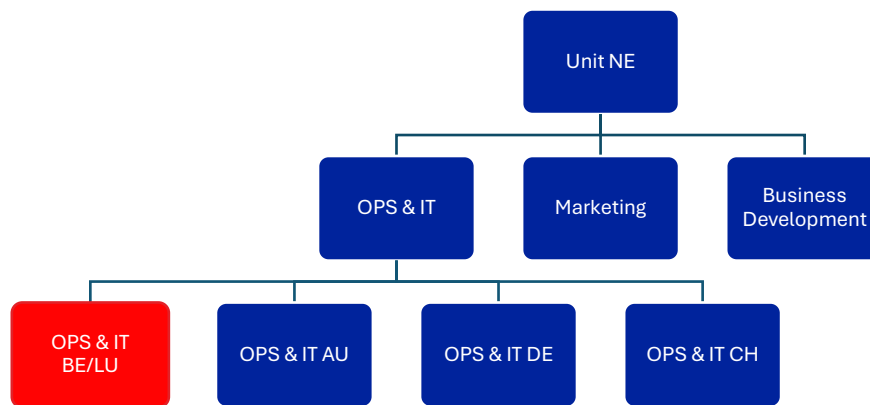 Unit NE
OPS & IT
Marketing
Business
Development
OPS & IT
BE/LU
OPS & IT AU
OPS & IT DE
OPS & IT CH